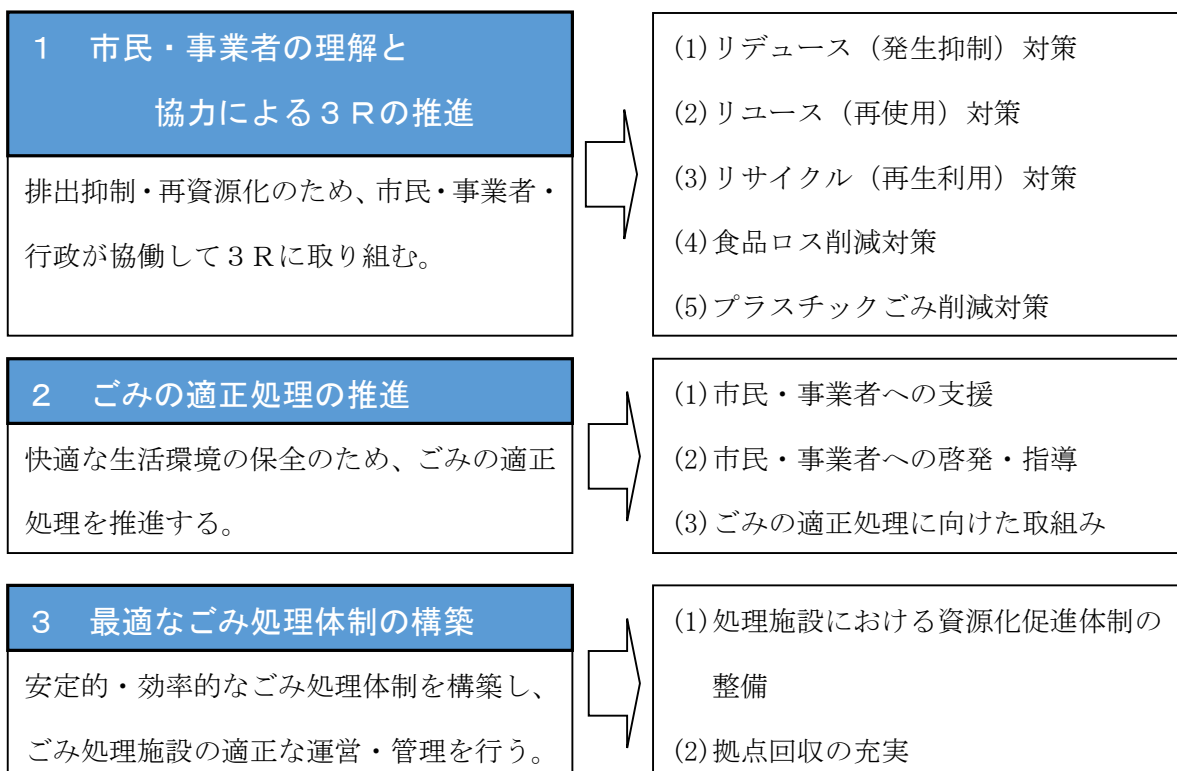 １　市民・事業者の理解と
協力による３Ｒの推進
排出抑制・再資源化のため、市民・事業者・
行政が協働して３Ｒに取り組む。
(1)リデュース（発生抑制）対策
(2)リユース（再使用）対策
(3)リサイクル（再生利用）対策
(4)食品ロス削減対策
(5)プラスチックごみ削減対策
２　ごみの適正処理の推進
快適な生活環境の保全のため、ごみの適正
処理を推進する。
(1)市民・事業者への支援
(2)市民・事業者への啓発・指導
(3)ごみの適正処理に向けた取組み
３　最適なごみ処理体制の構築
安定的・効率的なごみ処理体制を構築し、
ごみ処理施設の適正な運営・管理を行う。
(1)処理施設における資源化促進体制の
整備
(2)拠点回収の充実